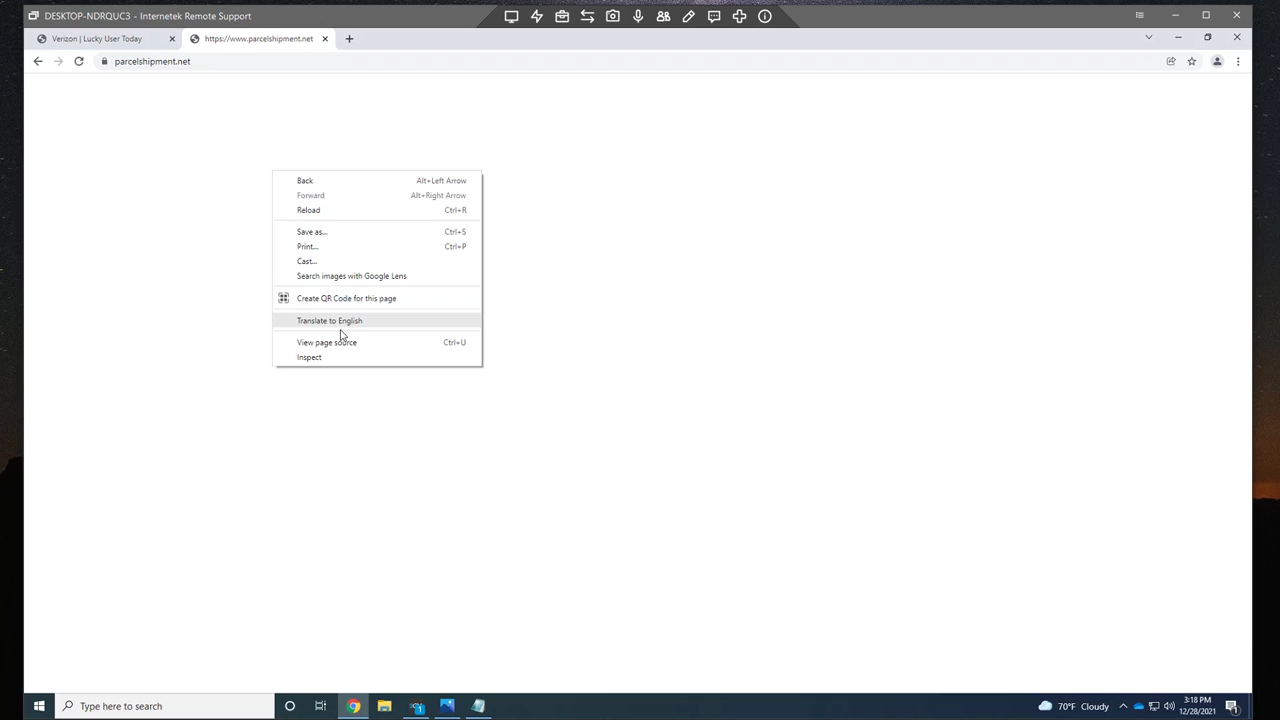 DESKTOP-NDRQUC3 - Internetek Remote Support
Verizon | Lucky User Today
https://www.parcelshipment.net
parcelshipment.net
Back Alt+Left Arrow
Forward Alt+Right Arrow
Reload Ctrl+R
Save as... Ctrl+S
Print... Ctrl+P
Cast...
Search images with Google Lens
Create QR Code for this page
Translate to English
View page source Ctrl+U
Inspect
Type here to search
1
70°F Cloudy
3:18 PM
12/28/2021
1